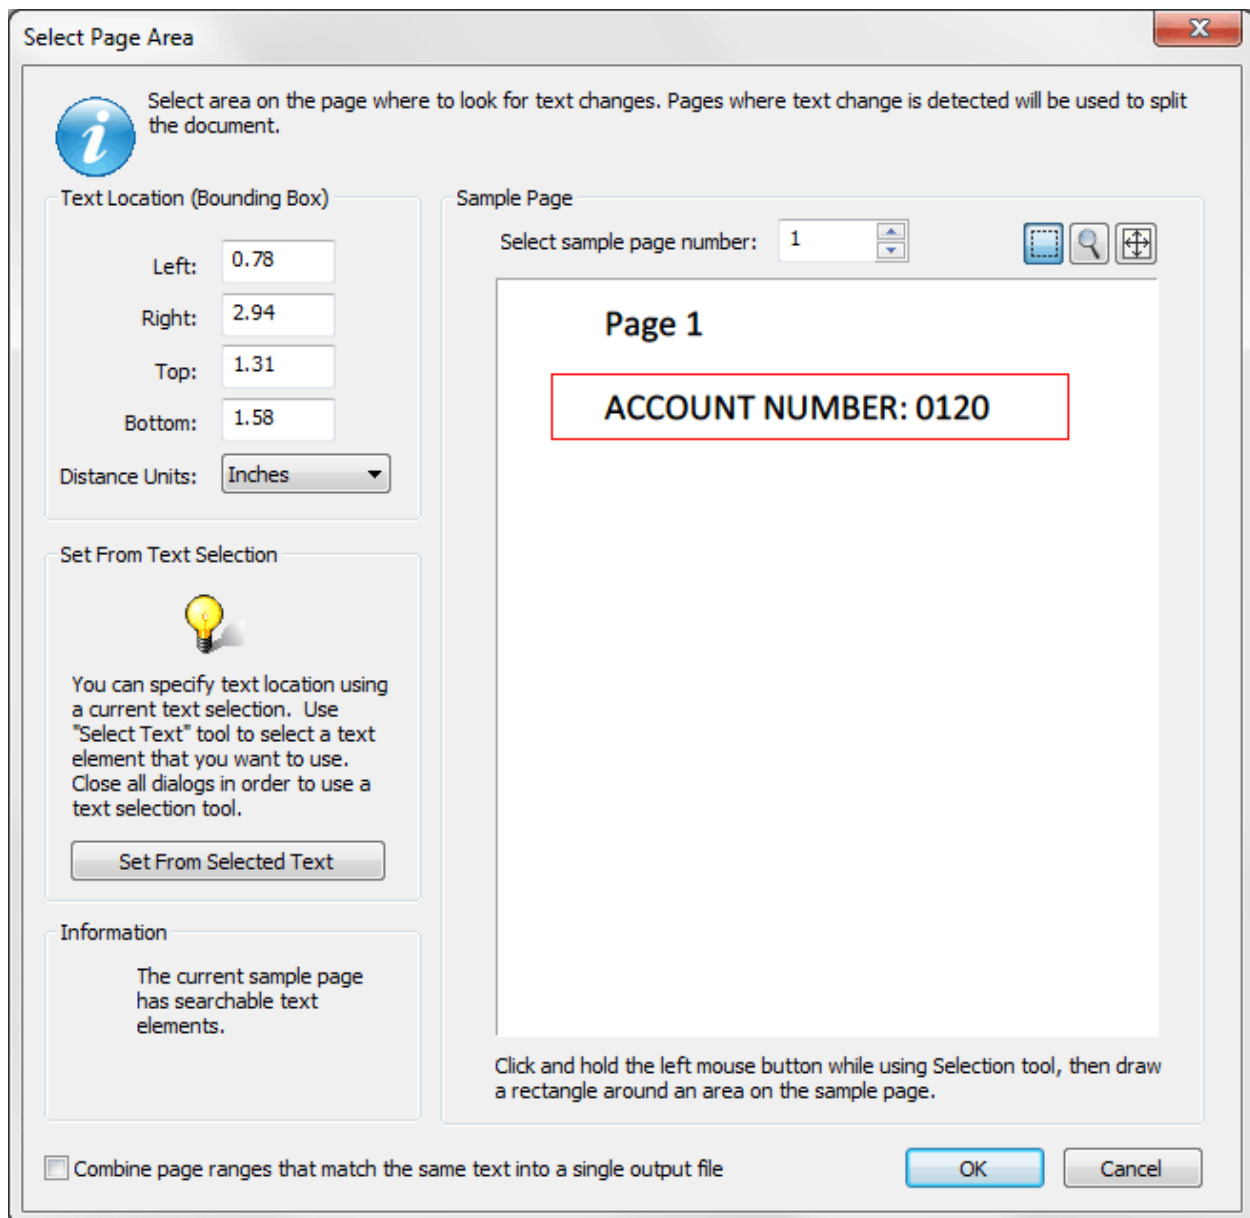 Select Page Area
Select area on the page where to look for text changes. Pages where text change is detected will be used to split
the document.
Text Location (Bounding Box)
Left: 0.78
Right: 2.94
Top: 1.31
Bottom: 1.58
Distance Units: Inches
Set From Text Selection
You can specify text location using
a current text selection.  Use
"Select Text" tool to select a text
element that you want to use.
Close all dialogs in order to use a
text selection tool.
Set From Selected Text
Information
The current sample page
has searchable text
elements.
Sample Page
Select sample page number: 1
Page 1
ACCOUNT NUMBER: 0120
Click and hold the left mouse button while using Selection tool, then draw
a rectangle around an area on the sample page.
Combine page ranges that match the same text into a single output file
OK
Cancel